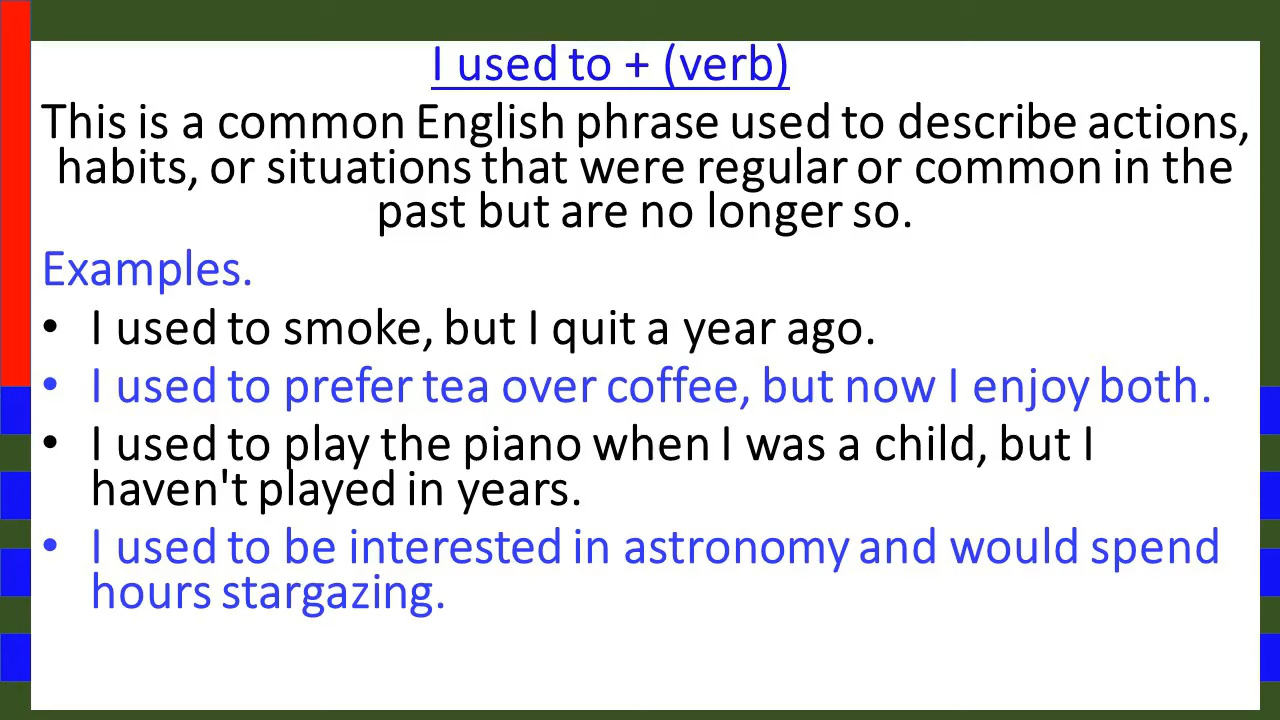 I used to + (verb)
This is a common English phrase used to describe actions,
habits, or situations that were regular or common in the
past but are no longer so.
Examples.
• I used to smoke, but I quit a year ago.
• I used to prefer tea over coffee, but now I enjoy both.
• I used to play the piano when I was a child, but I
haven't played in years.
• I used to be interested in astronomy and would spend
hours stargazing.